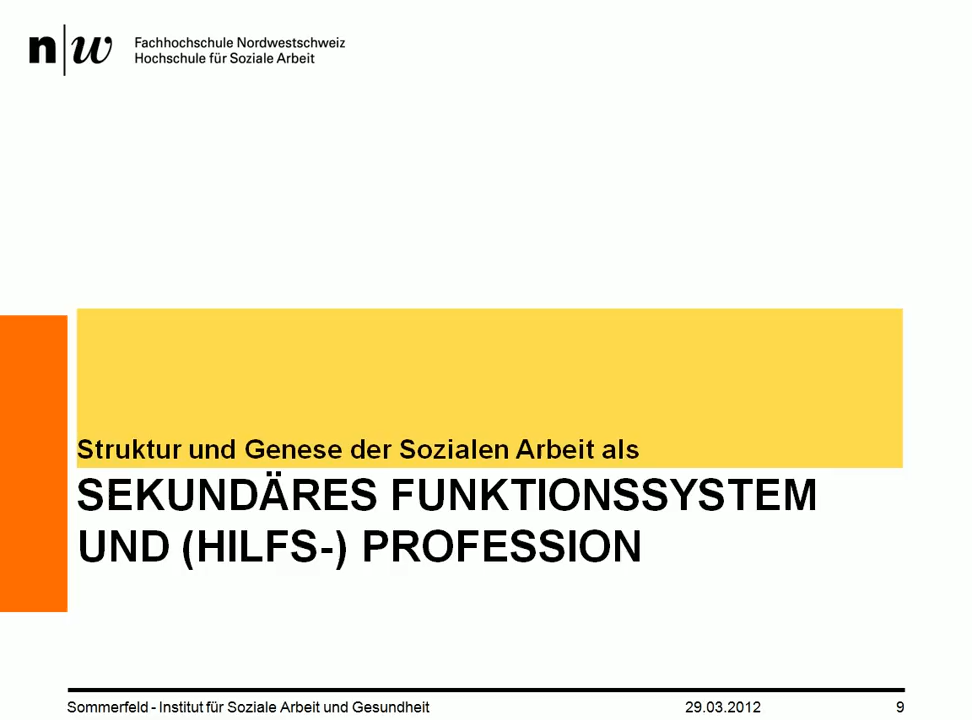 n|w
Fachhochschule Nordwestschweiz
Hochschule für Soziale Arbeit
Struktur und Genese der Sozialen Arbeit als
SEKUNDÄRES FUNKTIONSSYSTEM
UND (HILFS-) PROFESSION
Sommerfeld - Institut für Soziale Arbeit und Gesundheit 29.03.2012 9